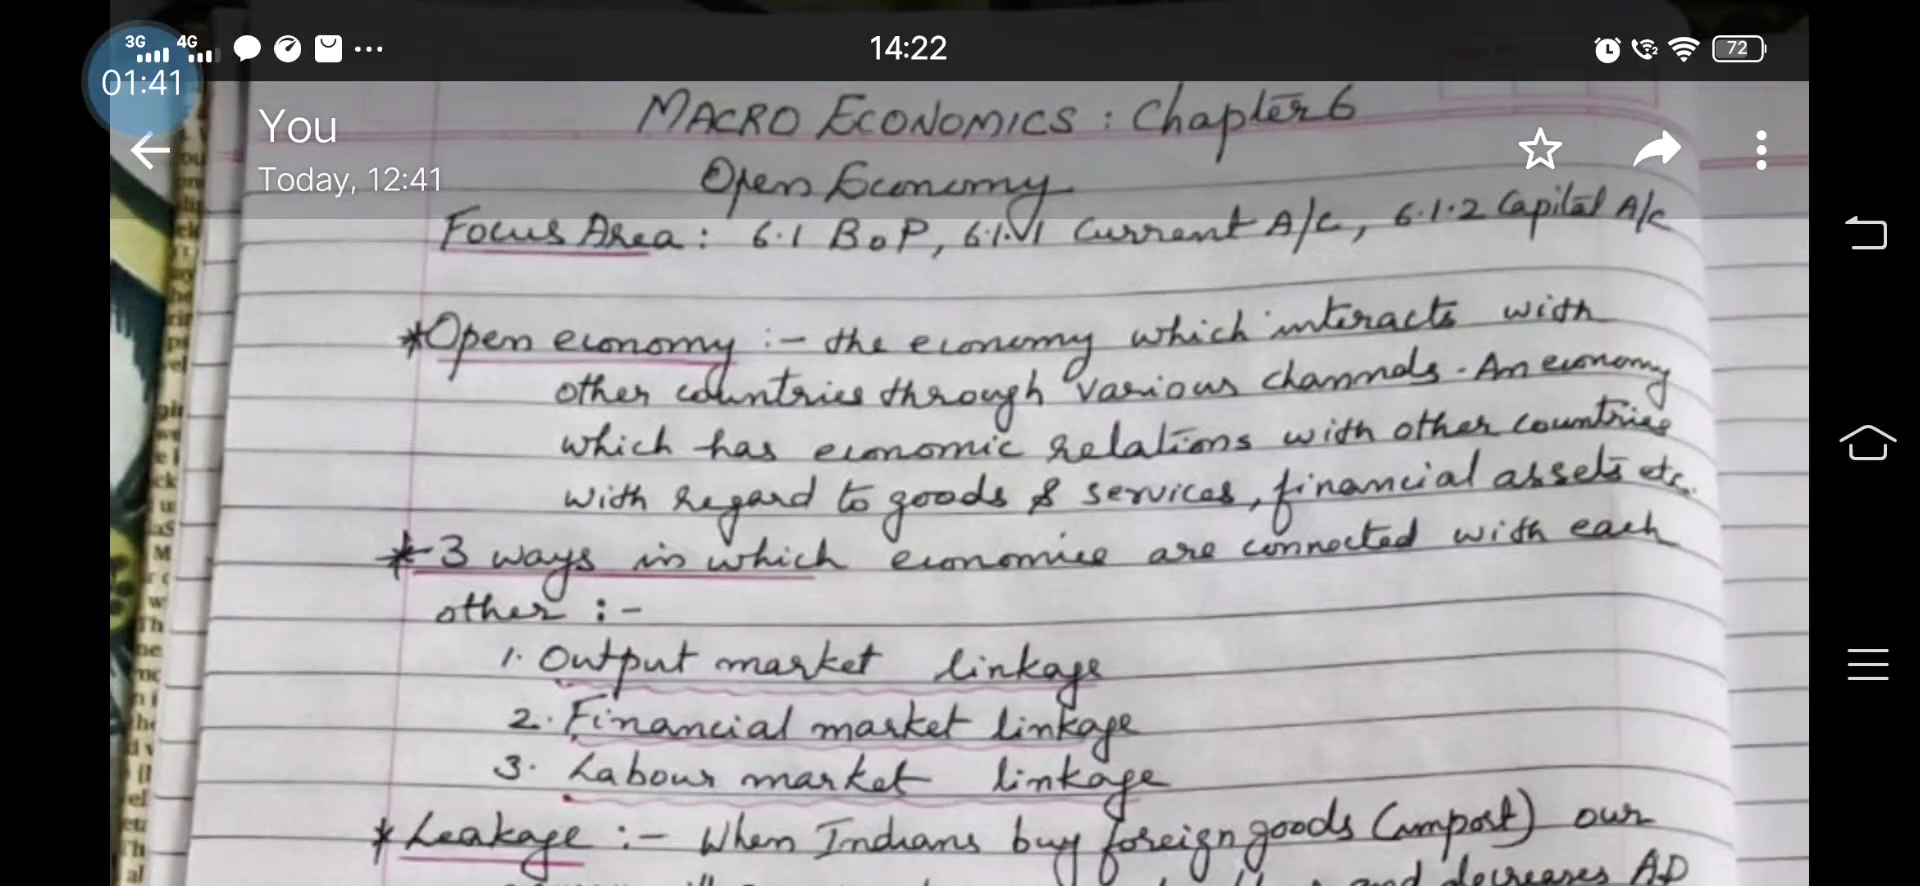 3G 4G 14:22 72
01:41
You
Today, 12:41
MACRO ECONOMICS : Chapter 6
Open Economy
Focus Area : 6.1 BoP, 6.1.1 Current A/c, 6.1.2 Capital A/c
*Open economy :- the economy which interacts with
other countries through various channels. An economy
which has economic relations with other countries
with regard to goods & services, financial assets etc.
* 3 ways in which economies are connected with each
other :-
1. Output market linkage
2. Financial market linkage
3. Labour market linkage
* Leakage :- When Indians buy foreign goods (import) our
and decreases AD